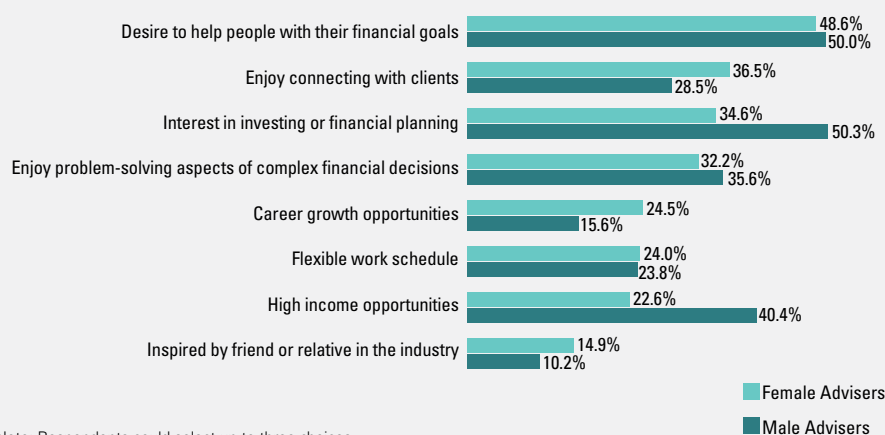 Desire to help people with their financial goals
48.6%
50.0%
Enjoy connecting with clients
36.5%
28.5%
Interest in investing or financial planning
34.6%
50.3%
Enjoy problem-solving aspects of complex financial decisions
32.2%
35.6%
Career growth opportunities
24.5%
15.6%
Flexible work schedule
24.0%
23.8%
High income opportunities
22.6%
40.4%
Inspired by friend or relative in the industry
14.9%
10.2%
Female Advisers
Male Advisers